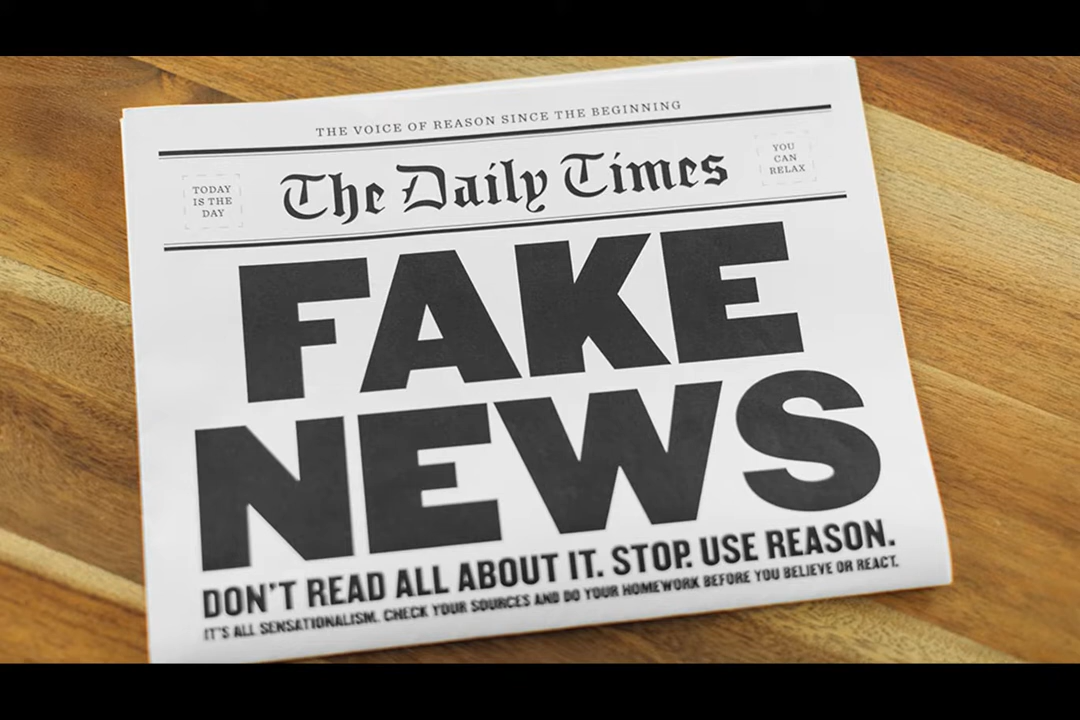 THE VOICE OF REASON SINCE THE BEGINNING
TODAY
IS THE
DAY
The Daily Times
YOU
CAN
RELAX
FAKE
NEWS
DON'T READ ALL ABOUT IT. STOP. USE REASON.
IT'S ALL SENSATIONALISM. CHECK YOUR SOURCES AND DO YOUR HOMEWORK BEFORE YOU BELIEVE OR REACT.